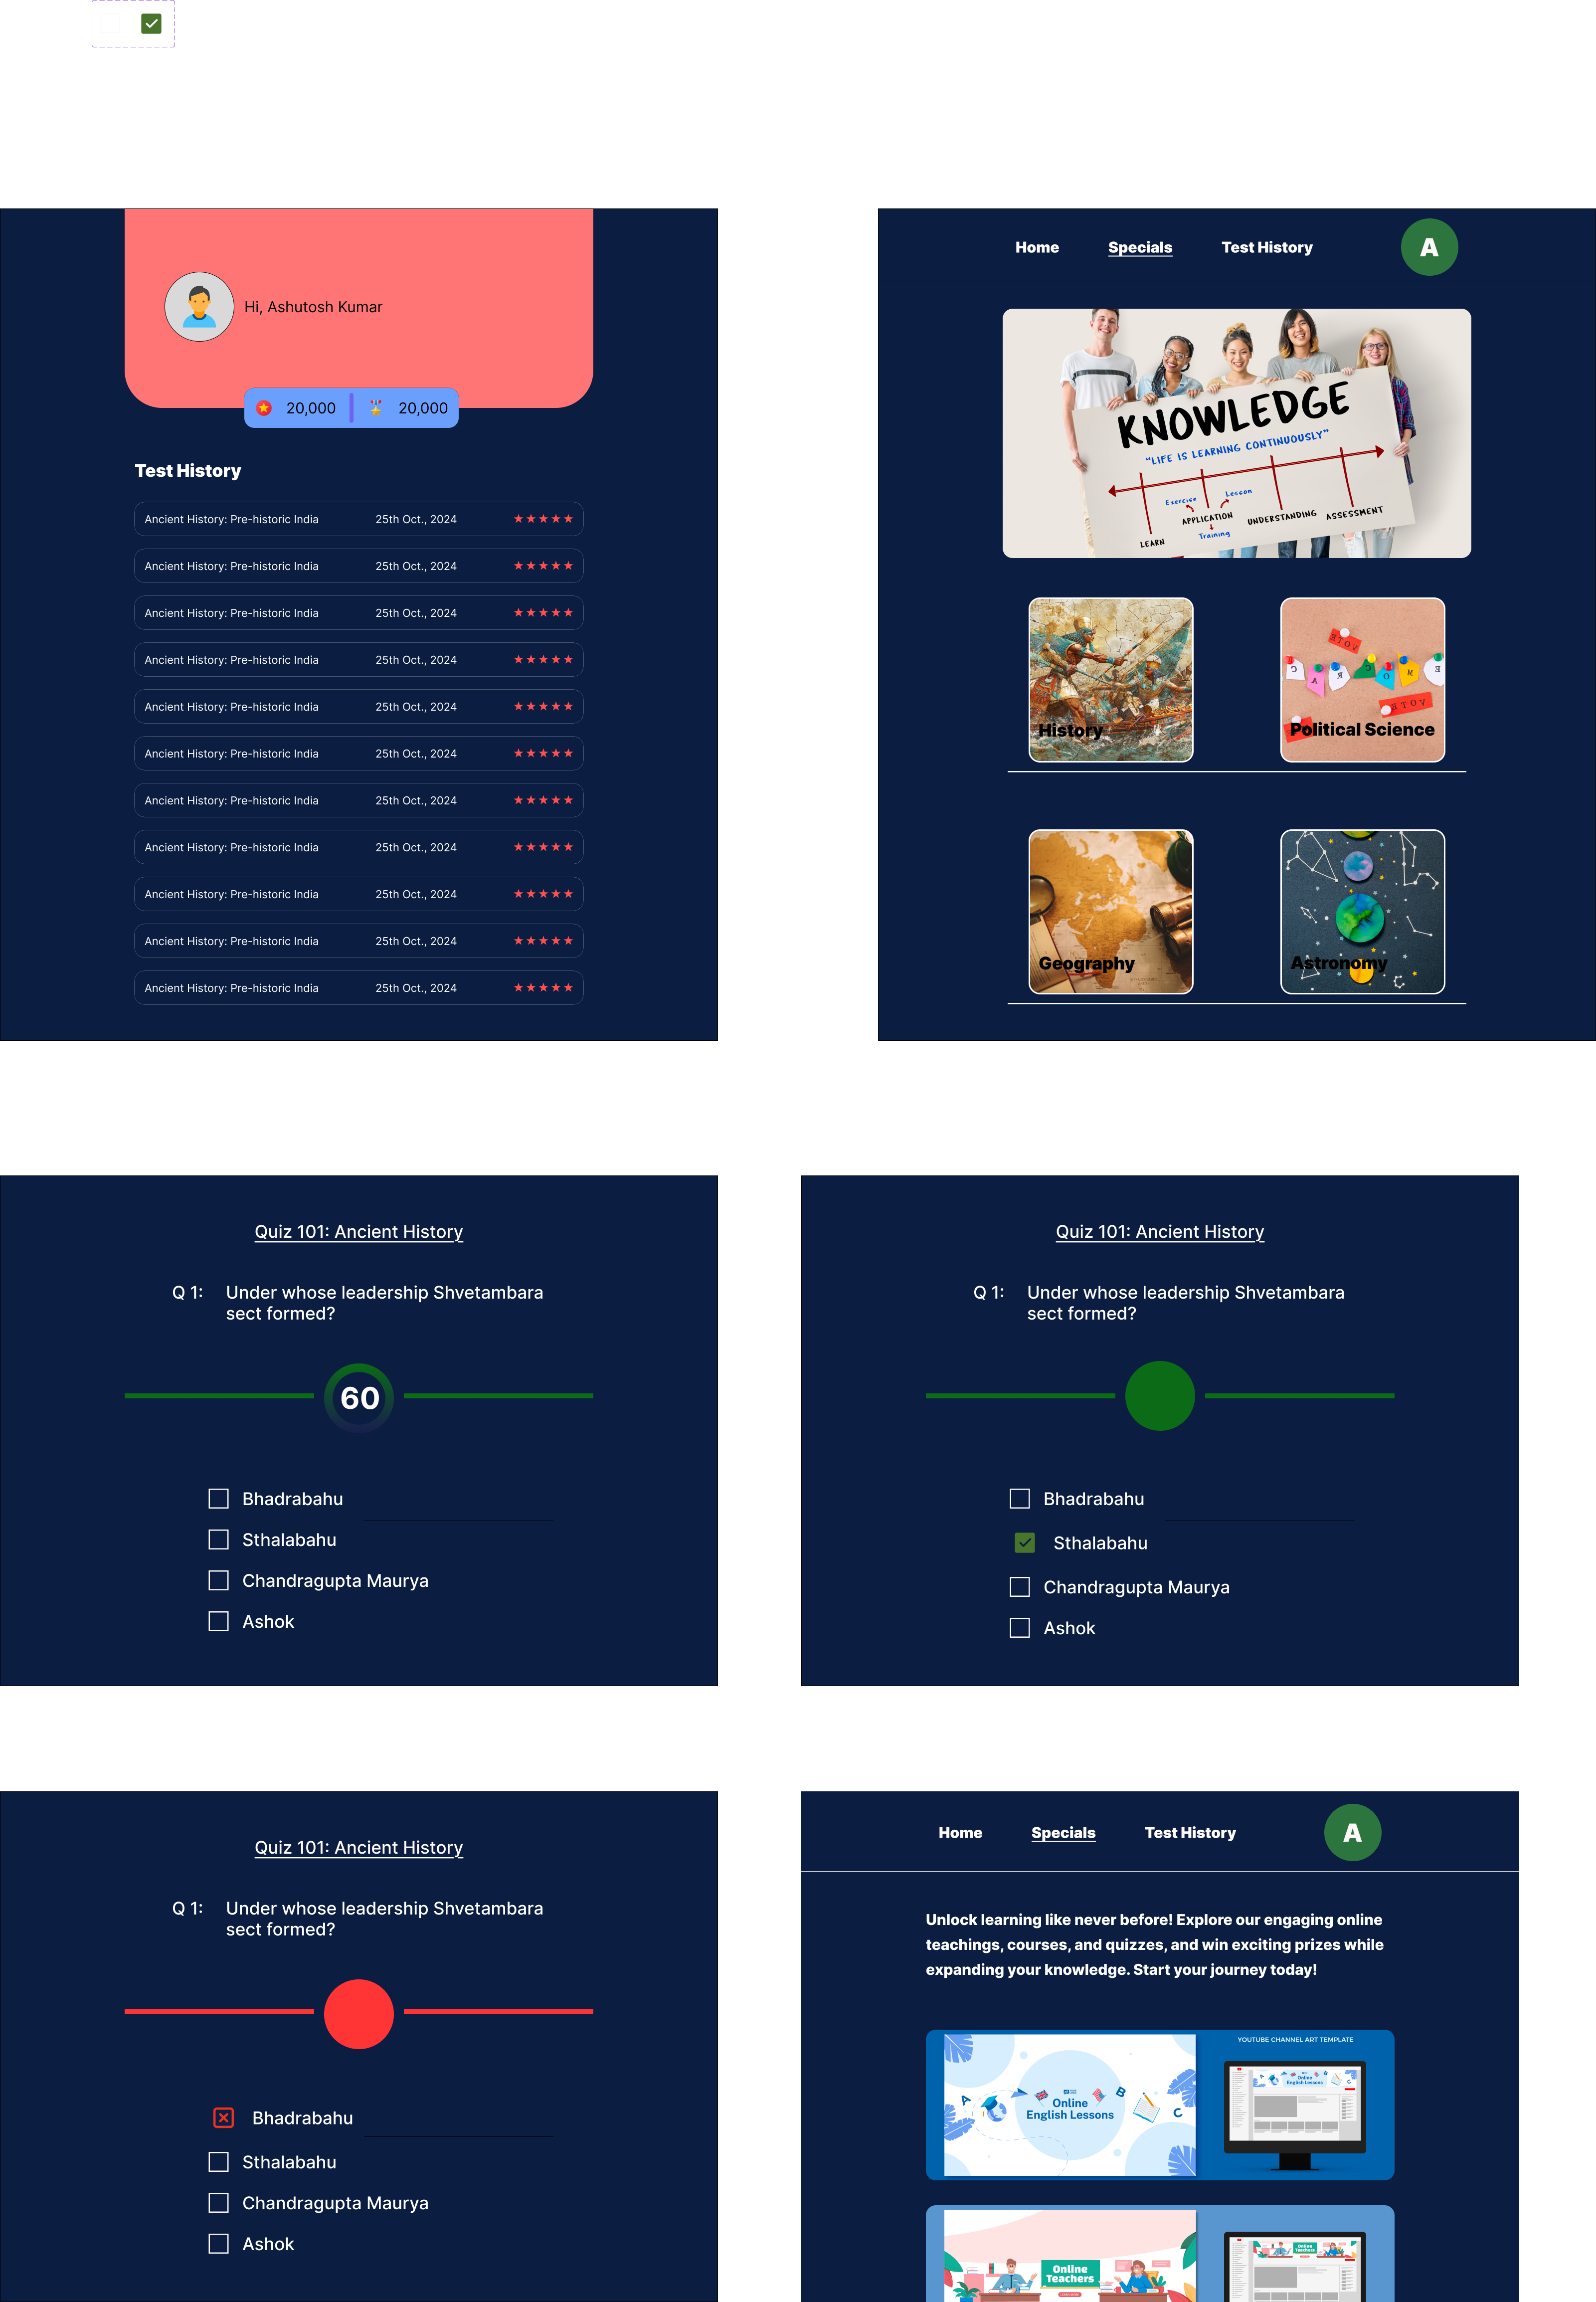 Hi, Ashutosh Kumar
20,000
20,000
Test History
Ancient History: Pre-historic India 25th Oct., 2024
Ancient History: Pre-historic India 25th Oct., 2024
Ancient History: Pre-historic India 25th Oct., 2024
Ancient History: Pre-historic India 25th Oct., 2024
Ancient History: Pre-historic India 25th Oct., 2024
Ancient History: Pre-historic India 25th Oct., 2024
Ancient History: Pre-historic India 25th Oct., 2024
Ancient History: Pre-historic India 25th Oct., 2024
Ancient History: Pre-historic India 25th Oct., 2024
Ancient History: Pre-historic India 25th Oct., 2024
Ancient History: Pre-historic India 25th Oct., 2024
Home Specials Test History A
KNOWLEDGE
"LIFE IS LEARNING CONTINUOUSLY"
Exercise Lesson
LEARN APPLICATION UNDERSTANDING ASSESSMENT
Training
History
Political Science
Geography
Astronomy
Quiz 101: Ancient History
Q 1: Under whose leadership Shvetambara
sect formed?
60
Bhadrabahu
Sthalabahu
Chandragupta Maurya
Ashok
Quiz 101: Ancient History
Q 1: Under whose leadership Shvetambara
sect formed?
Bhadrabahu
Sthalabahu
Chandragupta Maurya
Ashok
Quiz 101: Ancient History
Q 1: Under whose leadership Shvetambara
sect formed?
Bhadrabahu
Sthalabahu
Chandragupta Maurya
Ashok
Home Specials Test History A
Unlock learning like never before! Explore our engaging online
teachings, courses, and quizzes, and win exciting prizes while
expanding your knowledge. Start your journey today!
YOUTUBE CHANNEL ART TEMPLATE
A B C
Online
English Lessons
Online
English Lessons
Online
Teachers